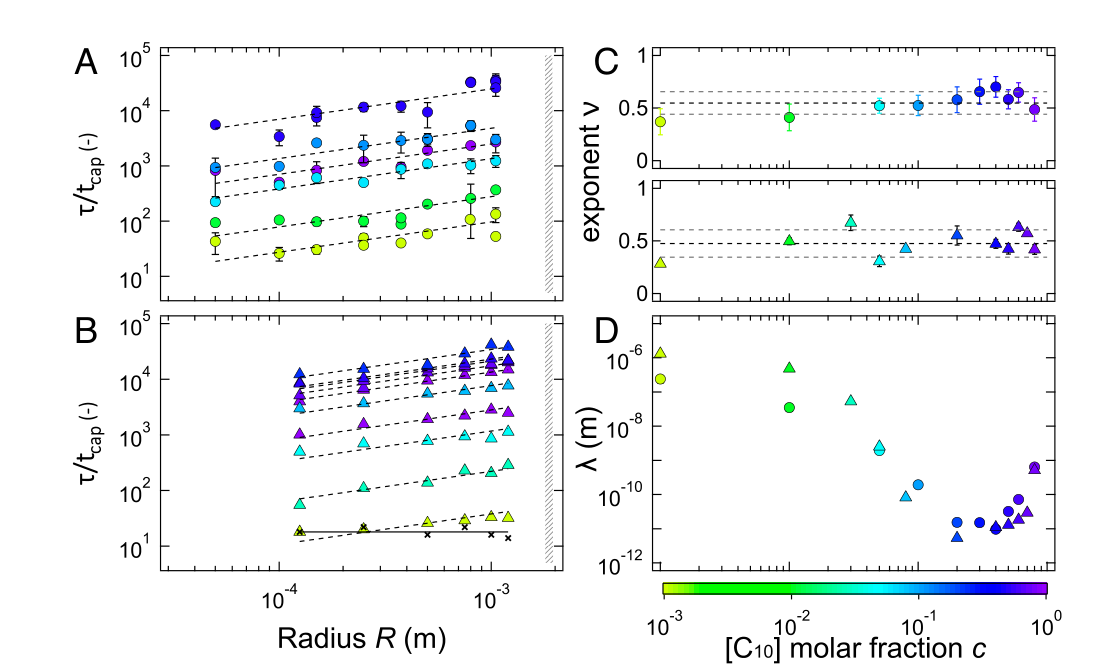 A
τ/t_cap (-)
10^5
10^4
10^3
10^2
10^1
B
τ/t_cap (-)
10^5
10^4
10^3
10^2
10^1
10^-4
10^-3
Radius R (m)
C
exponent ν
1
0.5
0
1
0.5
0
D
λ (m)
10^-6
10^-8
10^-10
10^-12
10^-3
10^-2
10^-1
10^0
[C₁₀] molar fraction c